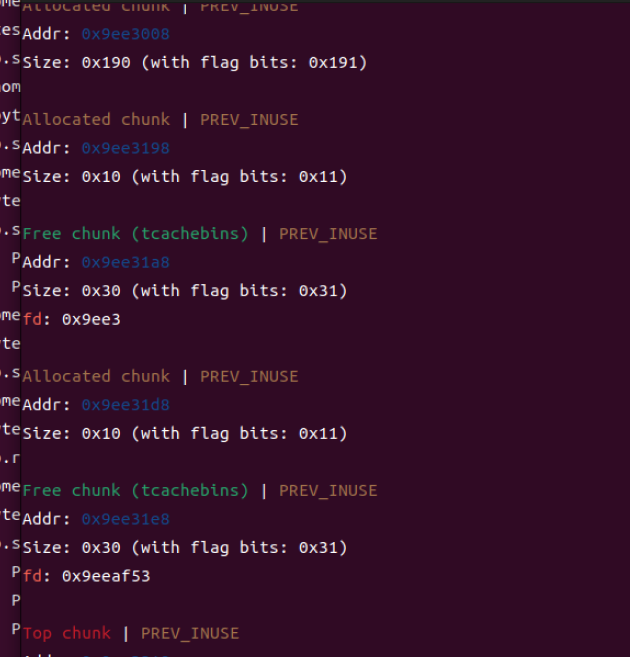 Allocated chunk | PREV_INUSE
Addr: 0x9ee3008
Size: 0x190 (with flag bits: 0x191)
Allocated chunk | PREV_INUSE
Addr: 0x9ee3198
Size: 0x10 (with flag bits: 0x11)
Free chunk (tcachebins) | PREV_INUSE
Addr: 0x9ee31a8
Size: 0x30 (with flag bits: 0x31)
fd: 0x9ee3
Allocated chunk | PREV_INUSE
Addr: 0x9ee31d8
Size: 0x10 (with flag bits: 0x11)
Free chunk (tcachebins) | PREV_INUSE
Addr: 0x9ee31e8
Size: 0x30 (with flag bits: 0x31)
fd: 0x9eeaf53
Top chunk | PREV_INUSE